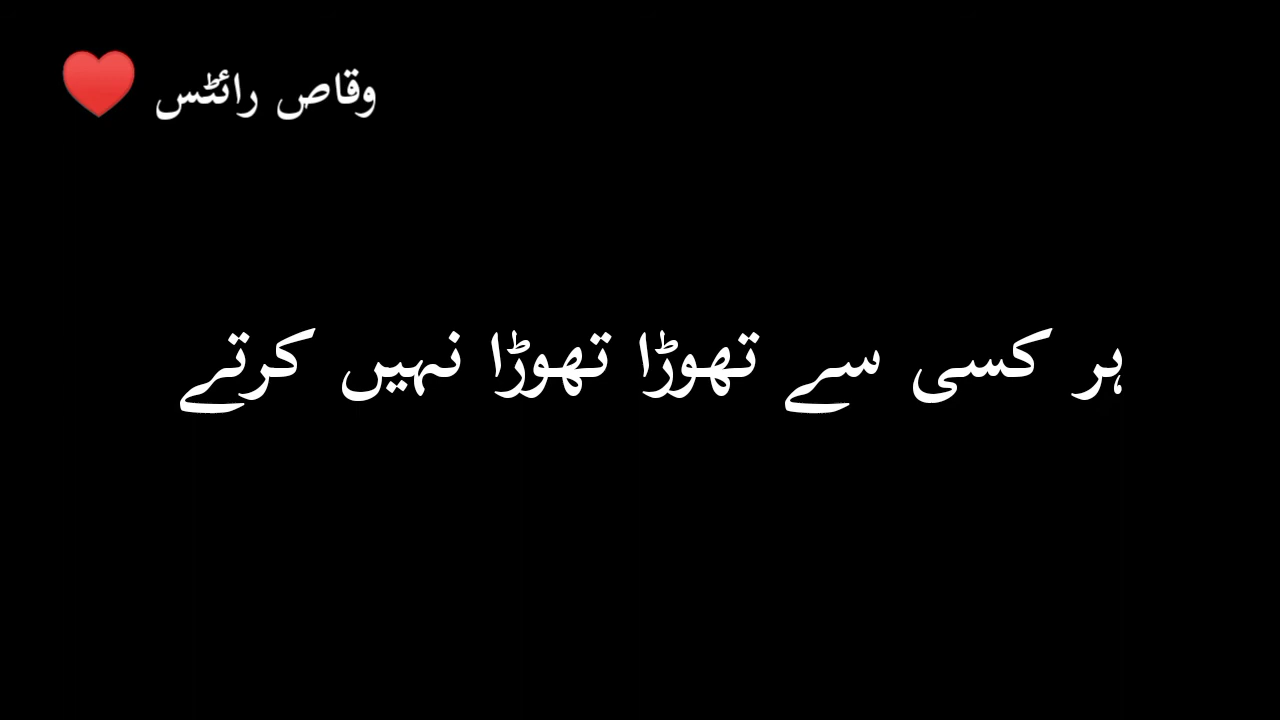 وقاص رائٹس ❤️
ہر کسی سے تھوڑا تھوڑا نہیں کرتے